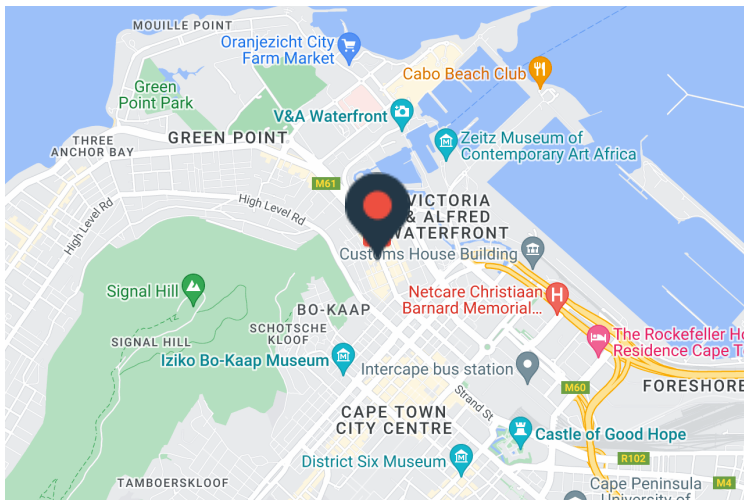 MOUILLE POINT
Oranjezicht City
Farm Market
Cabo Beach Club
Green
Point Park
V&A Waterfront
GREEN POINT
THREE
ANCHOR BAY
Zeitz Museum of
Contemporary Art Africa
M61
High Level Rd
High Level Rd
VICTORIA
& ALFRED
WATERFRONT
Customs House Building
Signal Hill
Netcare Christiaan
Barnard Memorial...
BO-KAAP
SCHOTSCHE
KLOOF
SIGNAL HILL
The Rockefeller Ho
Residence Cape T
Iziko Bo-Kaap Museum
Intercape bus station
M60
FORESHORE
Strand St
CAPE TOWN
CITY CENTRE
Castle of Good Hope
District Six Museum
R102
TAMBOERSKLOOF
Cape Peninsula
University of
M4